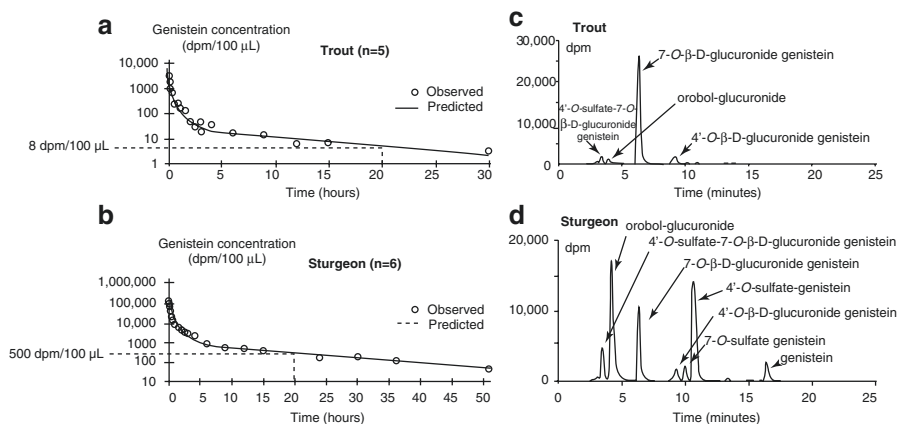 a
Genistein concentration
(dpm/100 µL)
Trout (n=5)
10,000
1000
100
10
1
8 dpm/100 µL
Observed
Predicted
0 5 10 15 20 25 30
Time (hours)
b
Genistein concentration
(dpm/100 µL)
Sturgeon (n=6)
1,000,000
100,000
10,000
1000
100
10
500 dpm/100 µL
Observed
Predicted
0 5 10 15 20 25 30 35 40 45 50
Time (hours)
c
Trout
30,000
dpm
20,000
10,000
0
7-O-β-D-glucuronide genistein
orobol-glucuronide
4'-O-sulfate-7-O-
β-D-glucuronide
genistein
4'-O-β-D-glucuronide genistein
0 5 10 15 20 25
Time (minutes)
d
Sturgeon
20,000
dpm
10,000
0
orobol-glucuronide
4'-O-sulfate-7-O-β-D-glucuronide genistein
7-O-β-D-glucuronide genistein
4'-O-sulfate-genistein
4'-O-β-D-glucuronide genistein
7-O-sulfate genistein
genistein
0 5 10 15 20 25
Time (minutes)